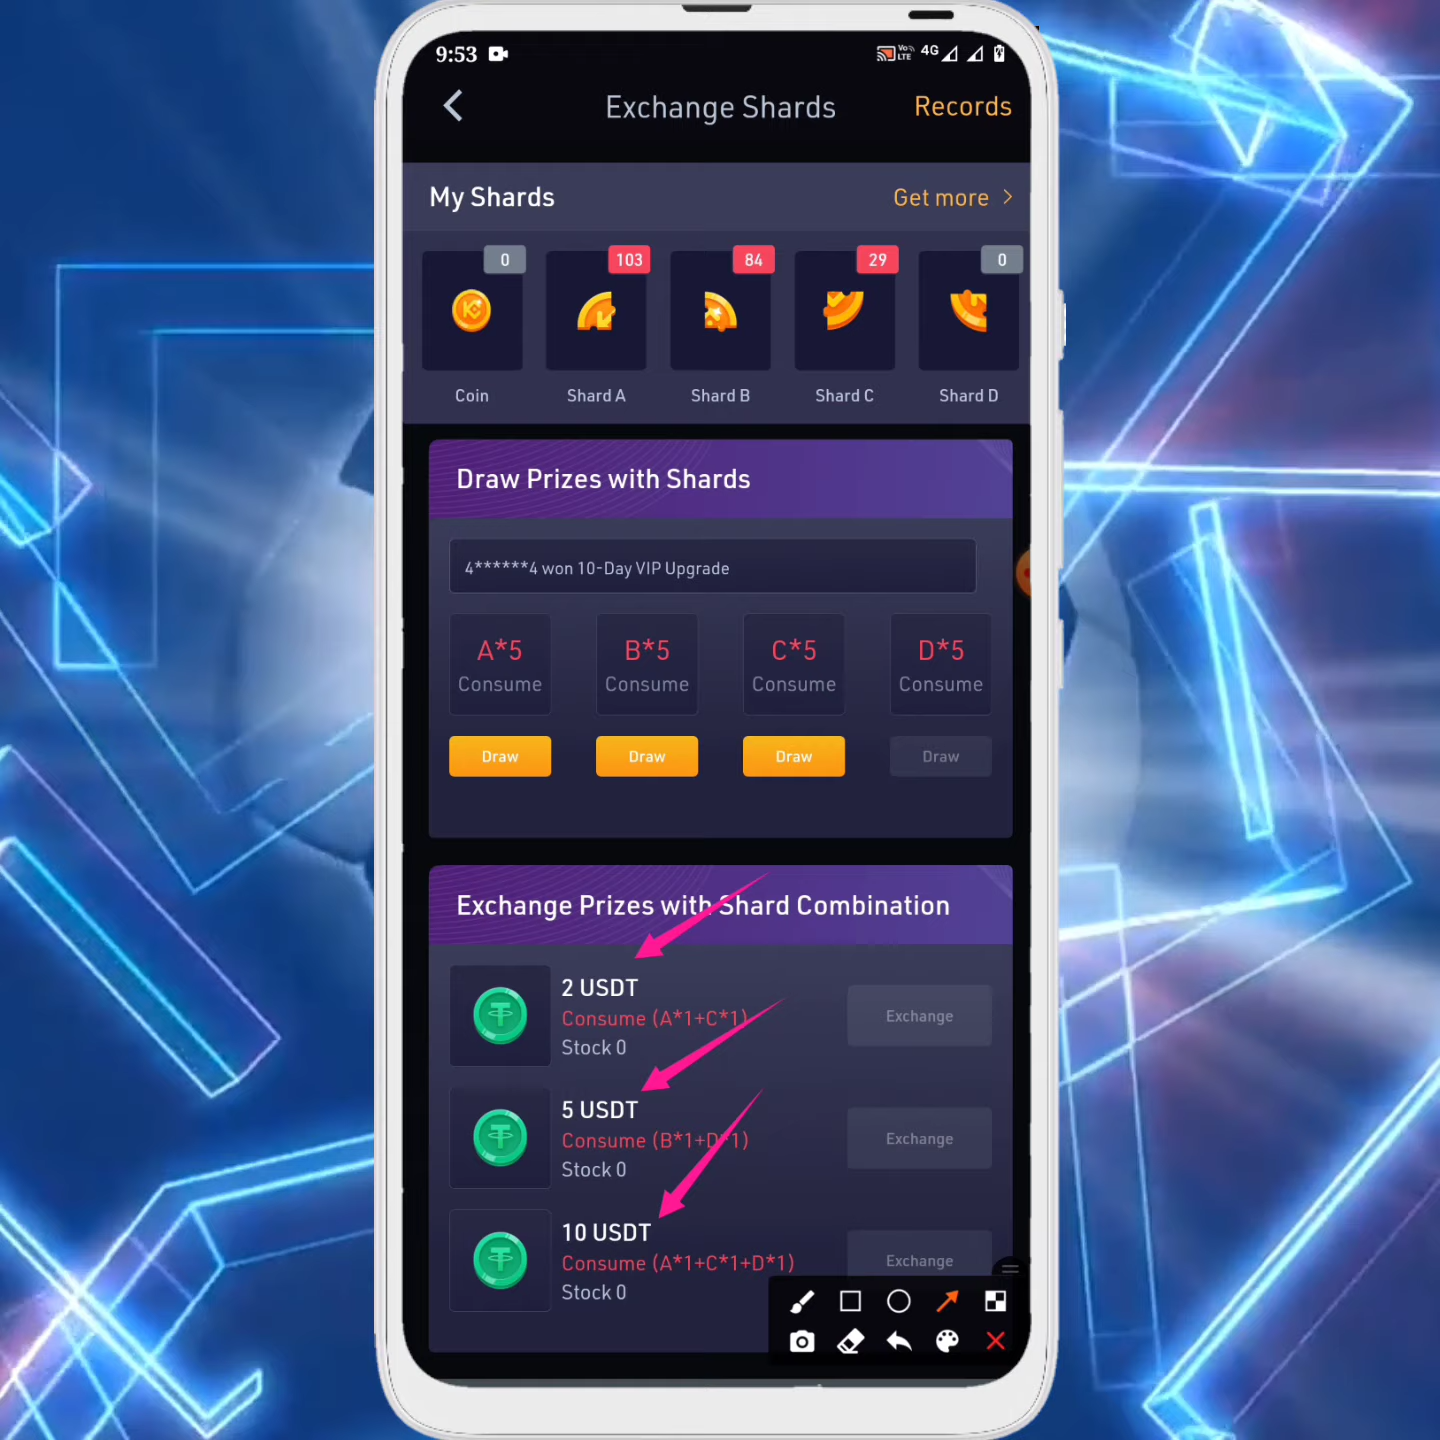 9:53
Vo
LTE
4G
Exchange Shards
Records
My Shards
Get more
0
103
84
29
0
Coin
Shard A
Shard B
Shard C
Shard D
Draw Prizes with Shards
4******4 won 10-Day VIP Upgrade
A*5
B*5
C*5
D*5
Consume
Consume
Consume
Consume
Draw
Draw
Draw
Draw
Exchange Prizes with Shard Combination
2 USDT
Consume (A*1+C*1)
Stock 0
Exchange
5 USDT
Consume (B*1+D*1)
Stock 0
Exchange
10 USDT
Consume (A*1+C*1+D*1)
Stock 0
Exchange